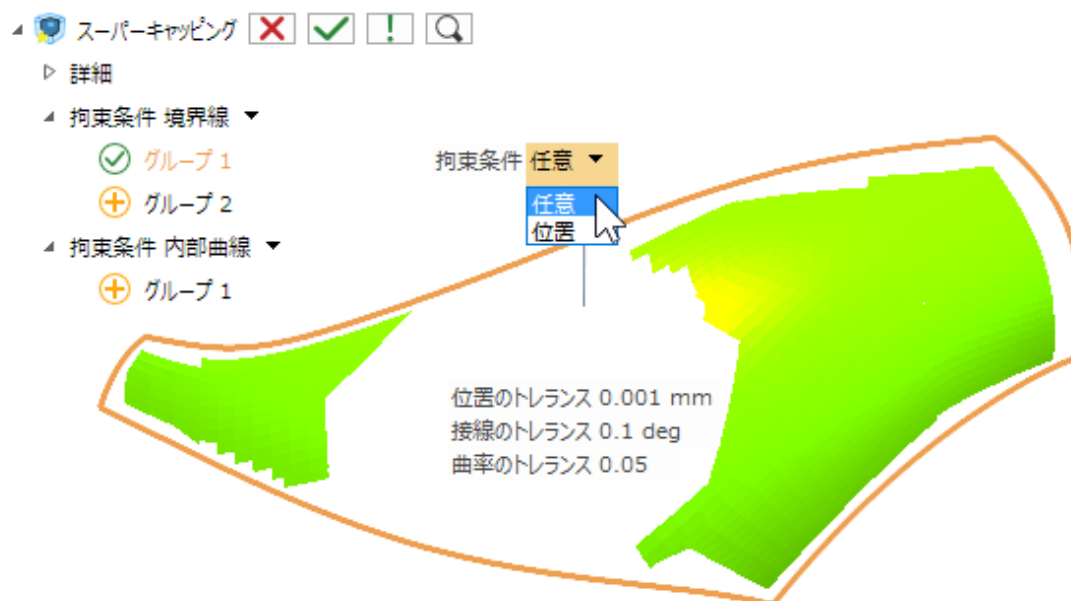 スーパーキャッピング
詳細
拘束条件 境界線
グループ 1
グループ 2
拘束条件 内部曲線
グループ 1
拘束条件 任意
任意
位置
位置のトレランス 0.001 mm
接線のトレランス 0.1 deg
曲率のトレランス 0.05